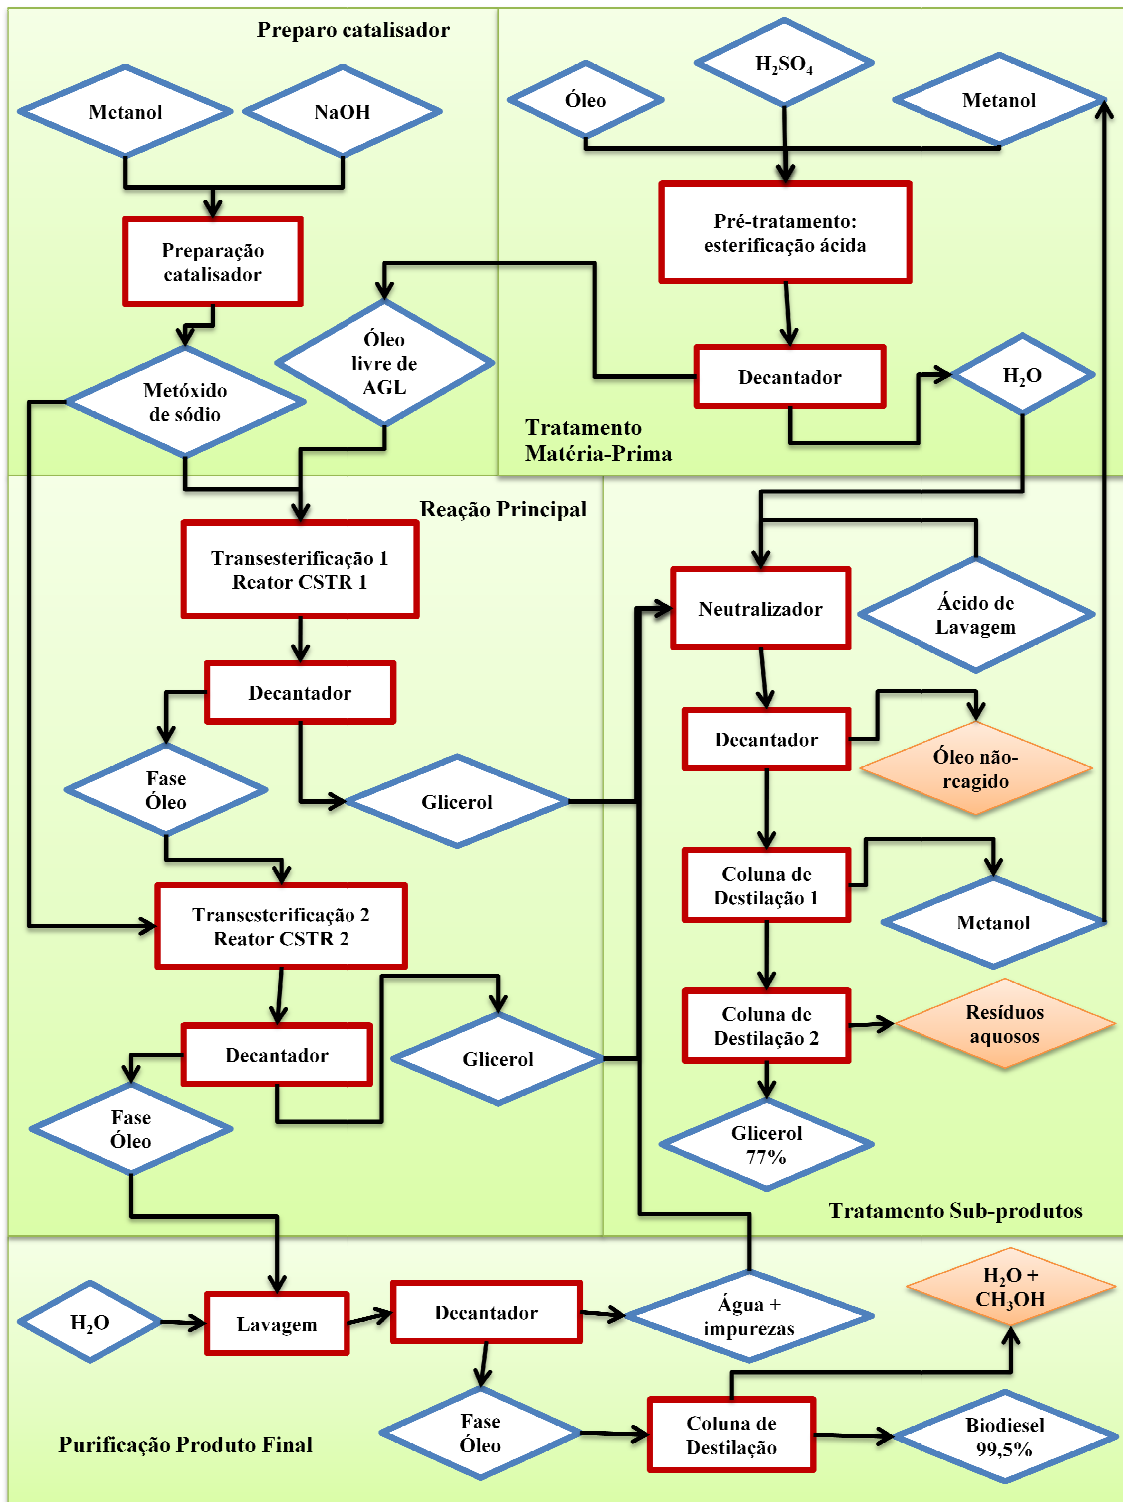 Preparo catalisador
Metanol
NaOH
Preparação
catalisador
Metóxido
de sódio
Óleo
livre de
AGL
H₂SO₄
Óleo
Metanol
Pré-tratamento:
esterificação ácida
Decantador
H₂O
Tratamento
Matéria-Prima
Reação Principal
Transesterificação 1
Reator CSTR 1
Decantador
Fase
Óleo
Glicerol
Transesterificação 2
Reator CSTR 2
Decantador
Glicerol
Fase
Óleo
Neutralizador
Ácido de
Lavagem
Decantador
Óleo não-
reagido
Coluna de
Destilação 1
Metanol
Coluna de
Destilação 2
Resíduos
aquosos
Glicerol
77%
Tratamento Sub-produtos
H₂O
Lavagem
Decantador
Água +
impurezas
H₂O +
CH₃OH
Fase
Óleo
Coluna de
Destilação
Biodiesel
99,5%
Purificação Produto Final